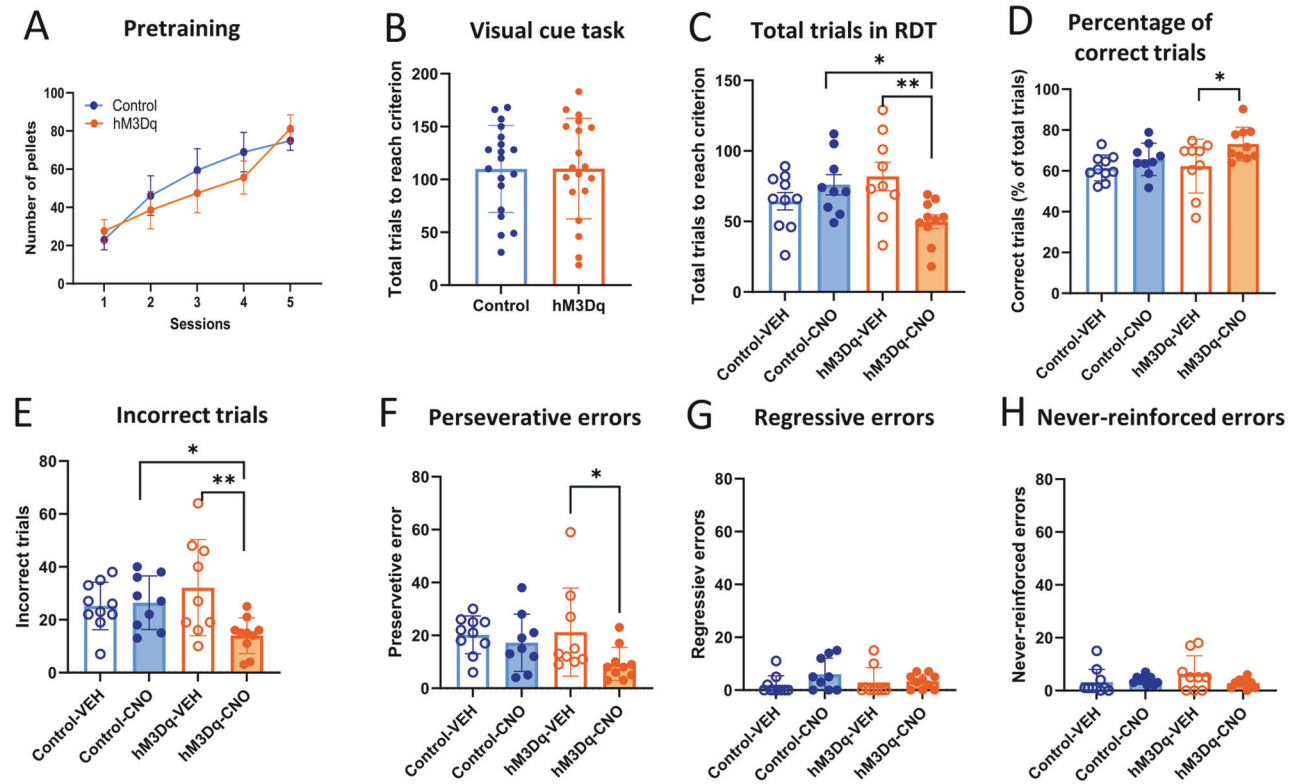 A
Pretraining
Number of pellets
100
80
60
40
20
0
Control
hM3Dq
1 2 3 4 5
Sessions
B
Visual cue task
Total trials to reach criterion
200
150
100
50
0
Control hM3Dq
C
Total trials in RDT
Total trials to reach criterion
150
100
50
0
*
**
Control-VEH
Control-CNO
hM3Dq-VEH
hM3Dq-CNO
D
Percentage of
correct trials
Correct trials (% of total trials)
100
80
60
40
20
0
*
Control-VEH
Control-CNO
hM3Dq-VEH
hM3Dq-CNO
E
Incorrect trials
Incorrect trials
80
60
40
20
0
*
**
Control-VEH
Control-CNO
hM3Dq-VEH
hM3Dq-CNO
F
Perseverative errors
Preservetive error
80
60
40
20
0
*
Control-VEH
Control-CNO
hM3Dq-VEH
hM3Dq-CNO
G
Regressive errors
Regressiev errors
80
60
40
20
0
Control-VEH
Control-CNO
hM3Dq-VEH
hM3Dq-CNO
H
Never-reinforced errors
Never-reinforced errors
80
60
40
20
0
Control-VEH
Control-CNO
hM3Dq-VEH
hM3Dq-CNO